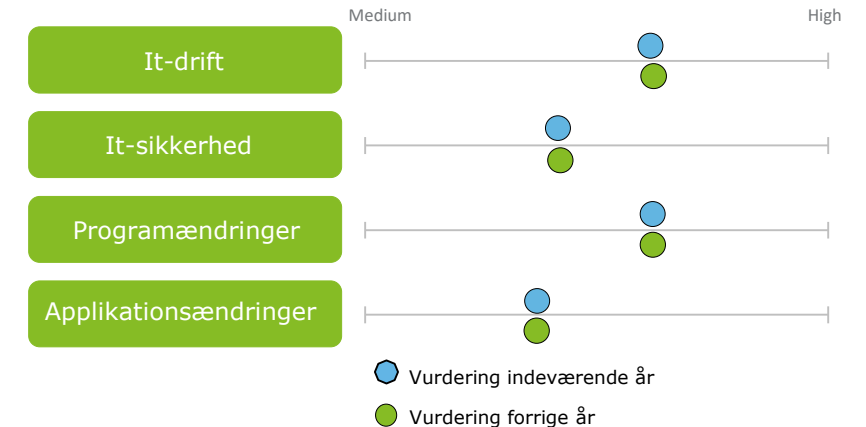 Medium High
It-drift
It-sikkerhed
Programændringer
Applikationsændringer
Vurdering indeværende år
Vurdering forrige år